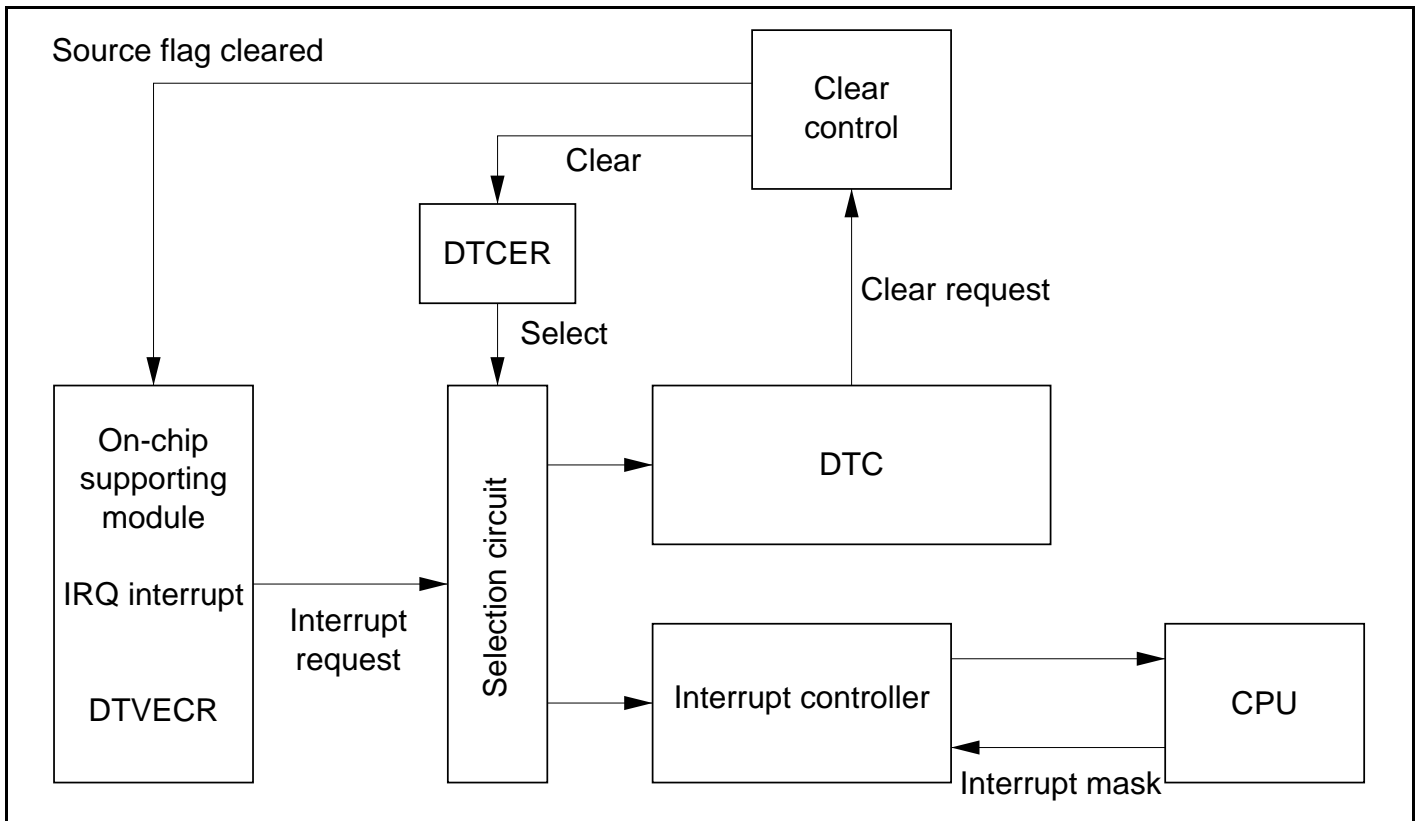 Source flag cleared
Clear
control
Clear
DTCER
Clear request
Select
On-chip
supporting
module
DTC
Selection circuit
IRQ interrupt
Interrupt
request
Interrupt controller
CPU
DTVECR
Interrupt mask